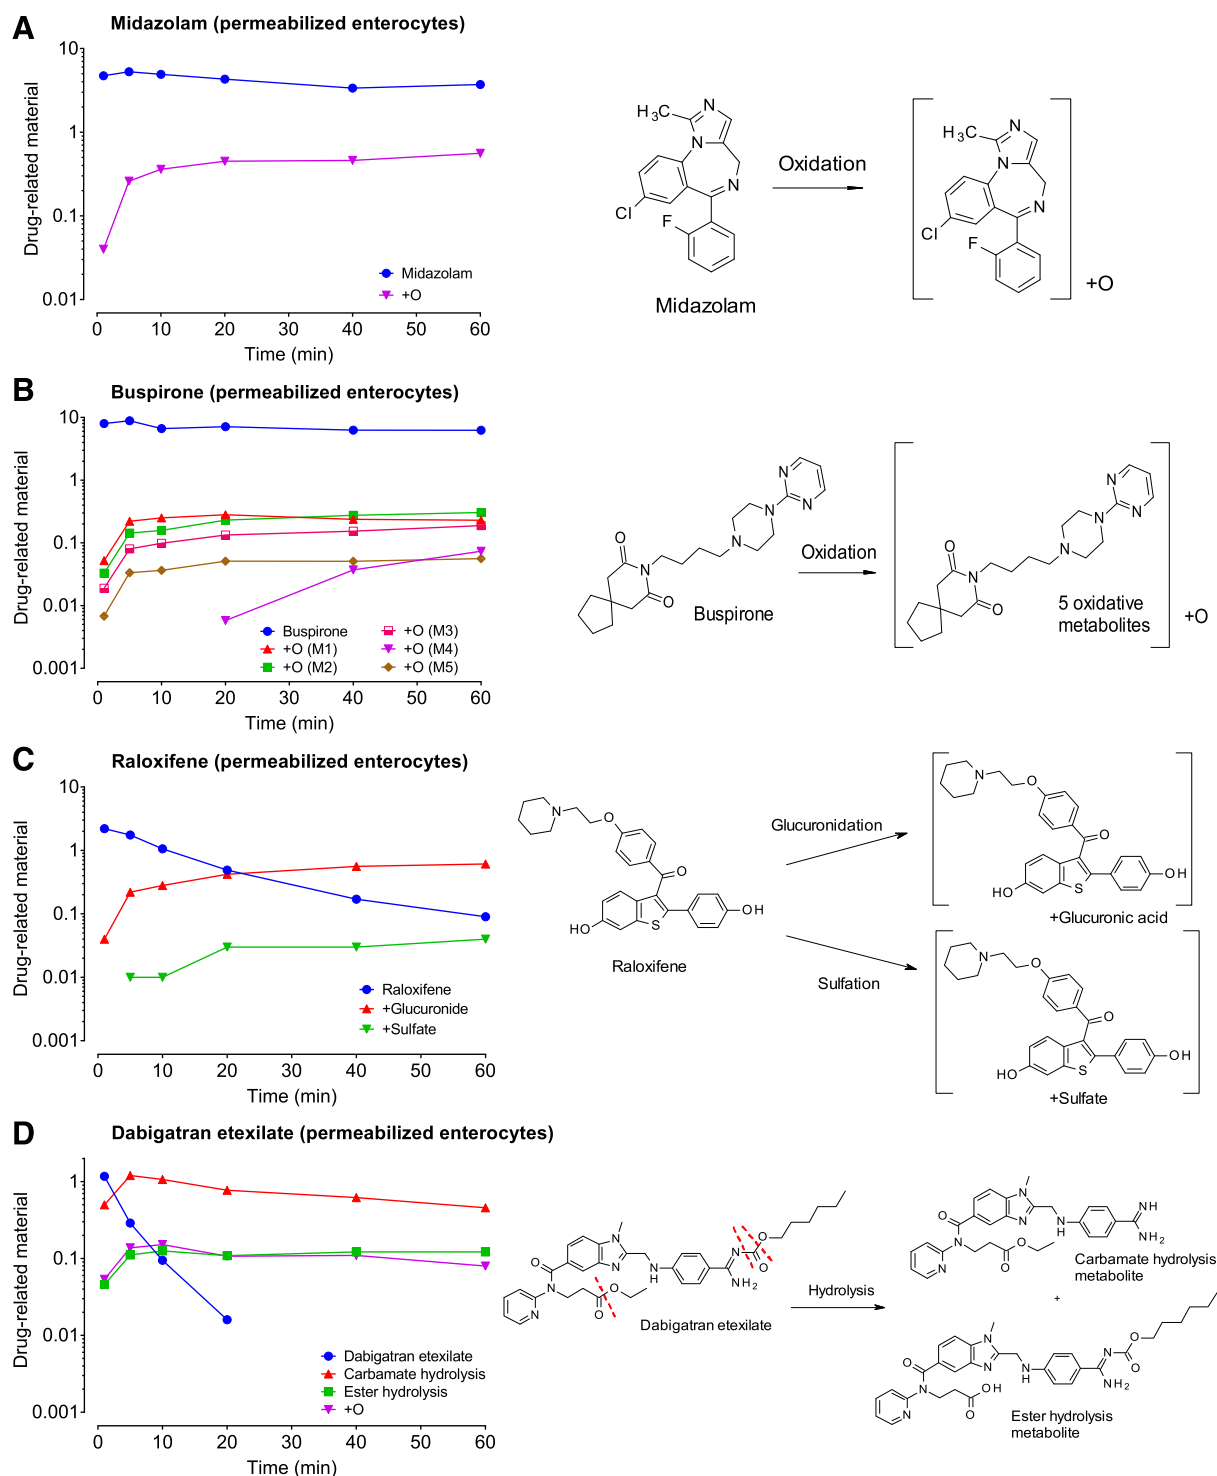 A
Midazolam (permeabilized enterocytes)
Drug-related material
10
1
0.1
0.01
0
10
20
30
40
50
60
Time (min)
Midazolam
+O
H3C
N
N
N
Cl
F
Midazolam
Oxidation
H3C
N
N
N
Cl
F
+O
B
Buspirone (permeabilized enterocytes)
Drug-related material
10
1
0.1
0.01
0.001
0
10
20
30
40
50
60
Time (min)
Buspirone
+O (M1)
+O (M2)
+O (M3)
+O (M4)
+O (M5)
N
N
N
N
O
N
O
Buspirone
Oxidation
N
N
N
N
O
N
O
5 oxidative
metabolites
+O
C
Raloxifene (permeabilized enterocytes)
Drug-related material
10
1
0.1
0.01
0.001
0
10
20
30
40
50
60
Time (min)
Raloxifene
+Glucuronide
+Sulfate
N
O
O
HO
S
OH
Raloxifene
Glucuronidation
Sulfation
N
O
O
HO
S
OH
+Glucuronic acid
N
O
O
HO
S
OH
+Sulfate
D
Dabigatran etexilate (permeabilized enterocytes)
Drug-related material
1
0.1
0.01
0.001
0
10
20
30
40
50
60
Time (min)
Dabigatran etexilate
Carbamate hydrolysis
Ester hydrolysis
+O
N
N
O
N
N
O
O
NH
N
NH2
O
O
Dabigatran etexilate
Hydrolysis
N
N
O
N
N
O
O
NH
NH
NH2
Carbamate hydrolysis
metabolite
+
N
N
O
N
N
OH
O
NH
N
NH2
O
O
Ester hydrolysis
metabolite